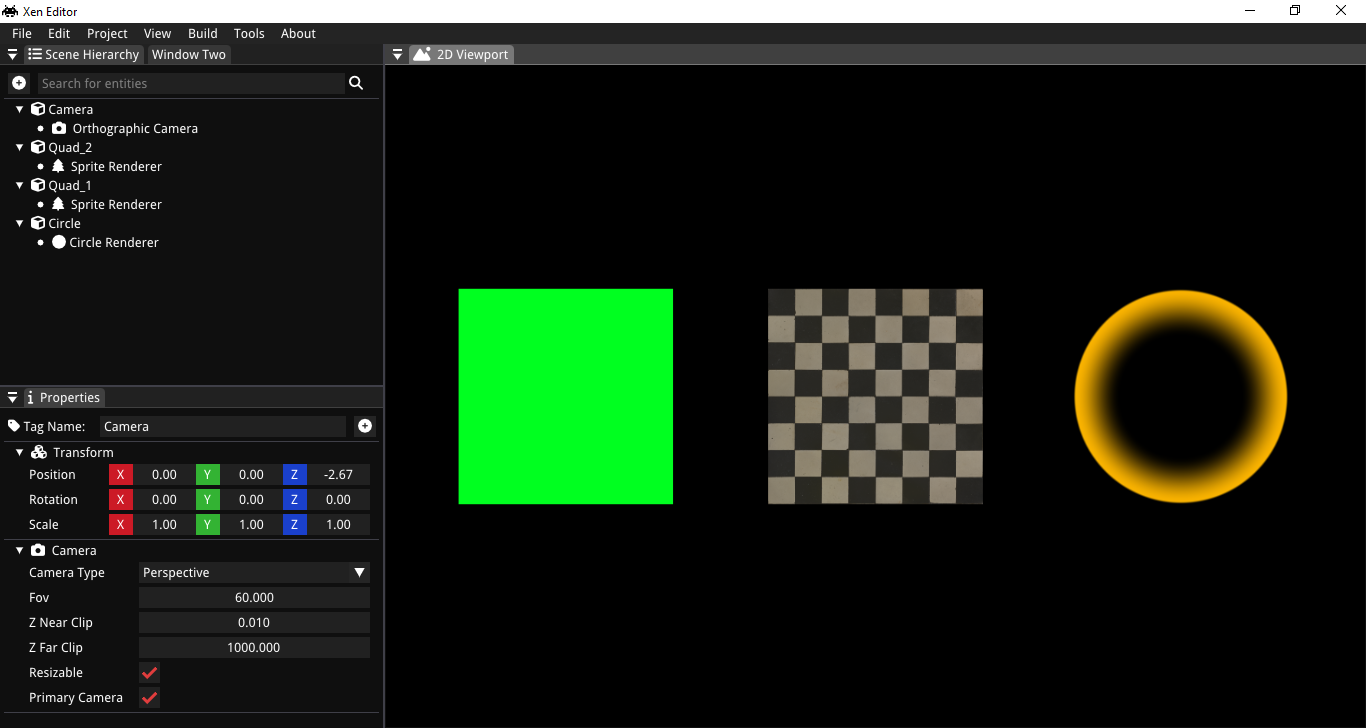 Xen Editor
File Edit Project View Build Tools About
Scene Hierarchy Window Two
2D Viewport
Search for entities
Camera
Orthographic Camera
Quad_2
Sprite Renderer
Quad_1
Sprite Renderer
Circle
Circle Renderer
Properties
Tag Name: Camera
Transform
Position X 0.00 Y 0.00 Z -2.67
Rotation X 0.00 Y 0.00 Z 0.00
Scale X 1.00 Y 1.00 Z 1.00
Camera
Camera Type Perspective
Fov 60.000
Z Near Clip 0.010
Z Far Clip 1000.000
Resizable
Primary Camera